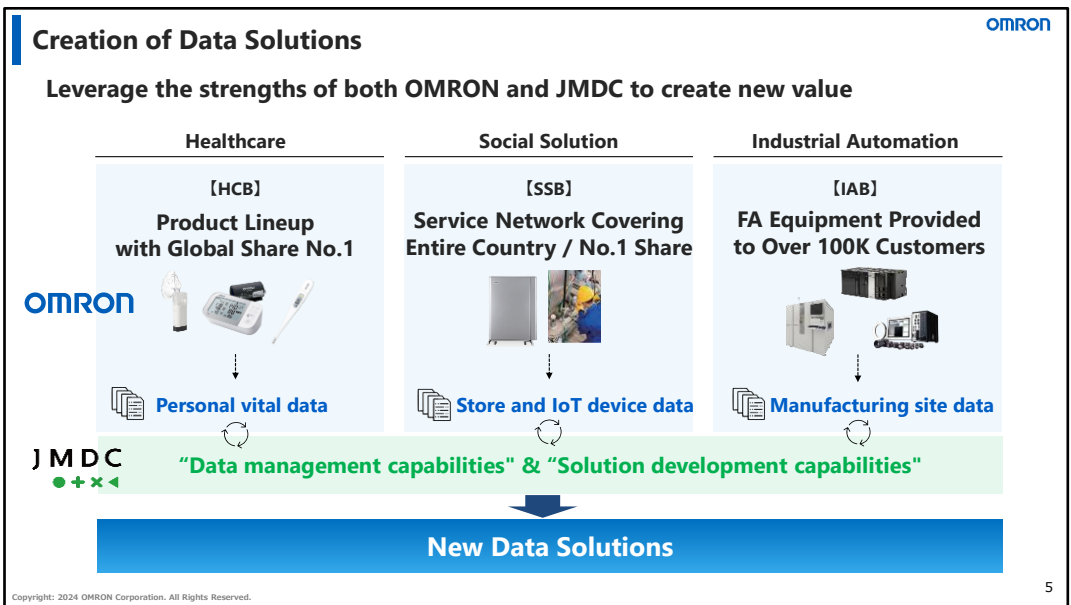 Creation of Data Solutions
OMRON
Leverage the strengths of both OMRON and JMDC to create new value
Healthcare
【HCB】
Product Lineup
with Global Share No.1
Personal vital data
Social Solution
【SSB】
Service Network Covering
Entire Country / No.1 Share
Store and IoT device data
Industrial Automation
【IAB】
FA Equipment Provided
to Over 100K Customers
Manufacturing site data
OMRON
JMDC
“Data management capabilities" & “Solution development capabilities"
New Data Solutions
Copyright: 2024 OMRON Corporation. All Rights Reserved.
5